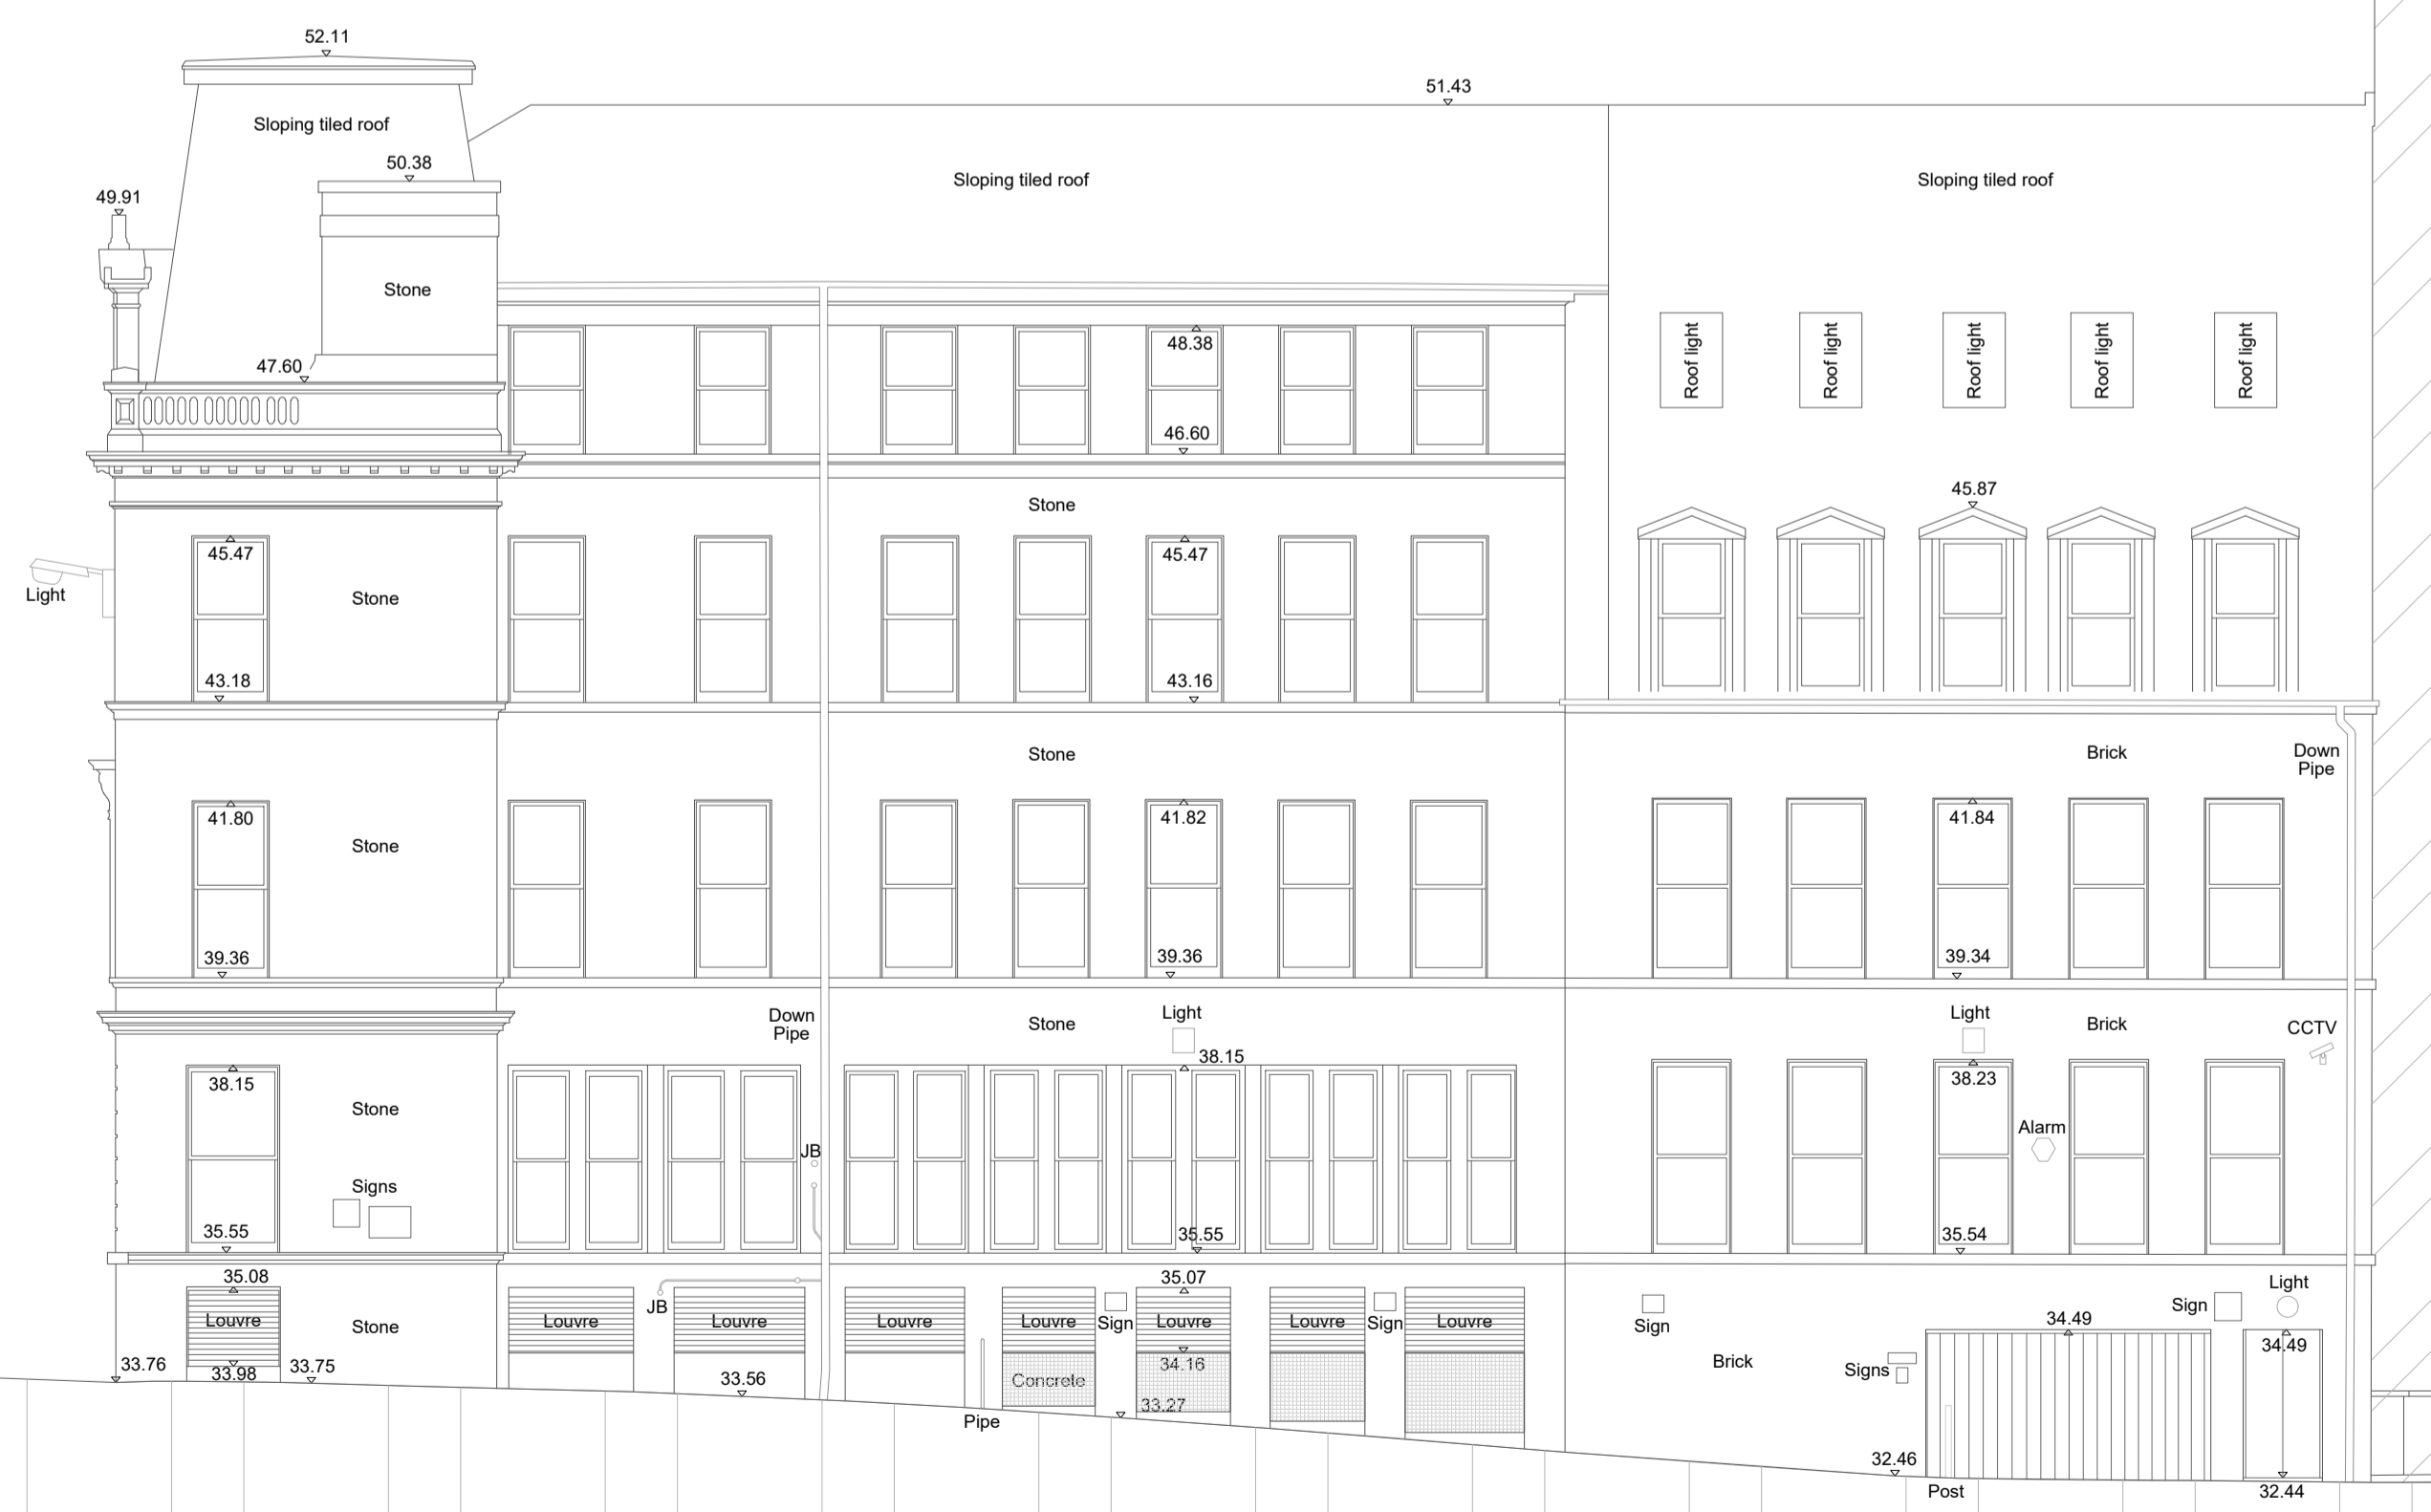 52.11
51.43
Sloping tiled roof
50.38
Sloping tiled roof
Sloping tiled roof
49.91
Stone
48.38
Roof light
Roof light
Roof light
Roof light
Roof light
47.60
46.60
45.87
Stone
45.47
45.47
Light
Stone
43.18
43.16
Stone
Brick
Down
Pipe
41.80
41.82
41.84
Stone
39.36
39.36
39.34
Down
Pipe
Stone
Light
Light
Brick
CCTV
38.15
38.15
38.23
Stone
Alarm
JB
Signs
35.55
35.55
35.54
35.08
35.07
Light
JB
Sign
Louvre
Stone
Louvre
Louvre
Louvre
Louvre
Sign
Louvre
Louvre
Sign
Louvre
Sign
34.49
34.49
33.76
33.98
33.75
33.56
34.16
Concrete
Brick
Signs
33.27
Pipe
32.46
Post
32.44